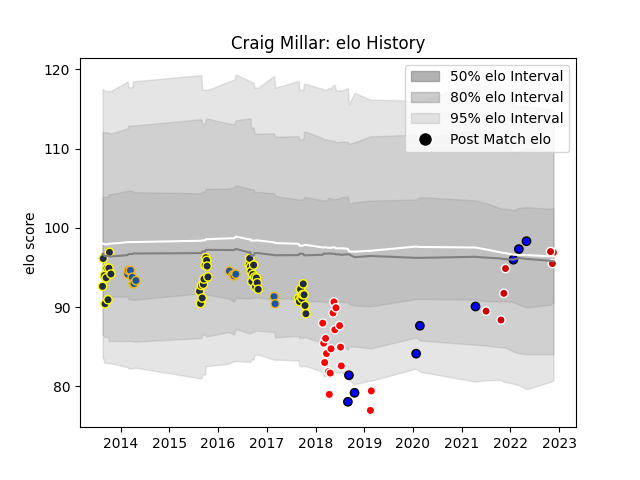 Craig Millar: elo History
elo score
120
110
100
90
80
50% elo Interval
80% elo Interval
95% elo Interval
Post Match elo
2014 2015 2016 2017 2018 2019 2020 2021 2022 2023